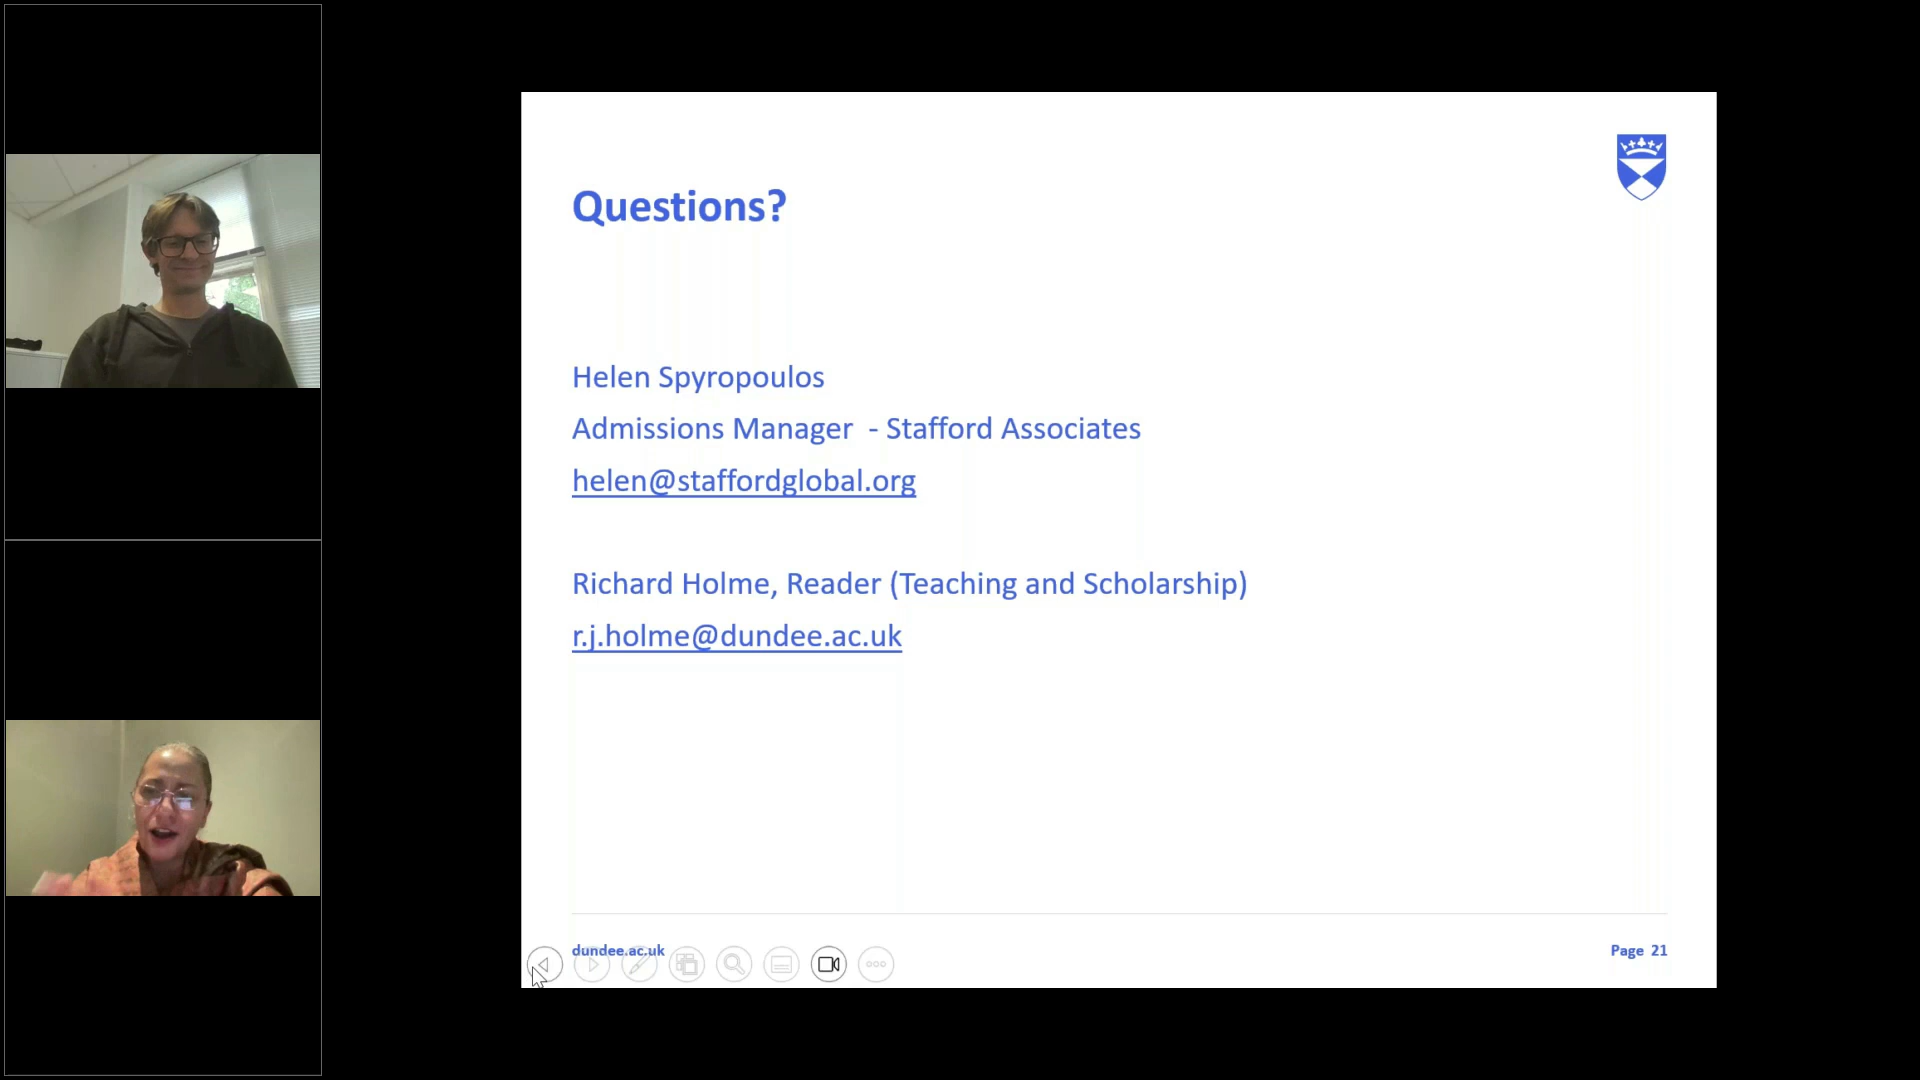 Questions?
Helen Spyropoulos
Admissions Manager  - Stafford Associates
helen@staffordglobal.org
Richard Holme, Reader (Teaching and Scholarship)
r.j.holme@dundee.ac.uk
dundee.ac.uk
Page 21